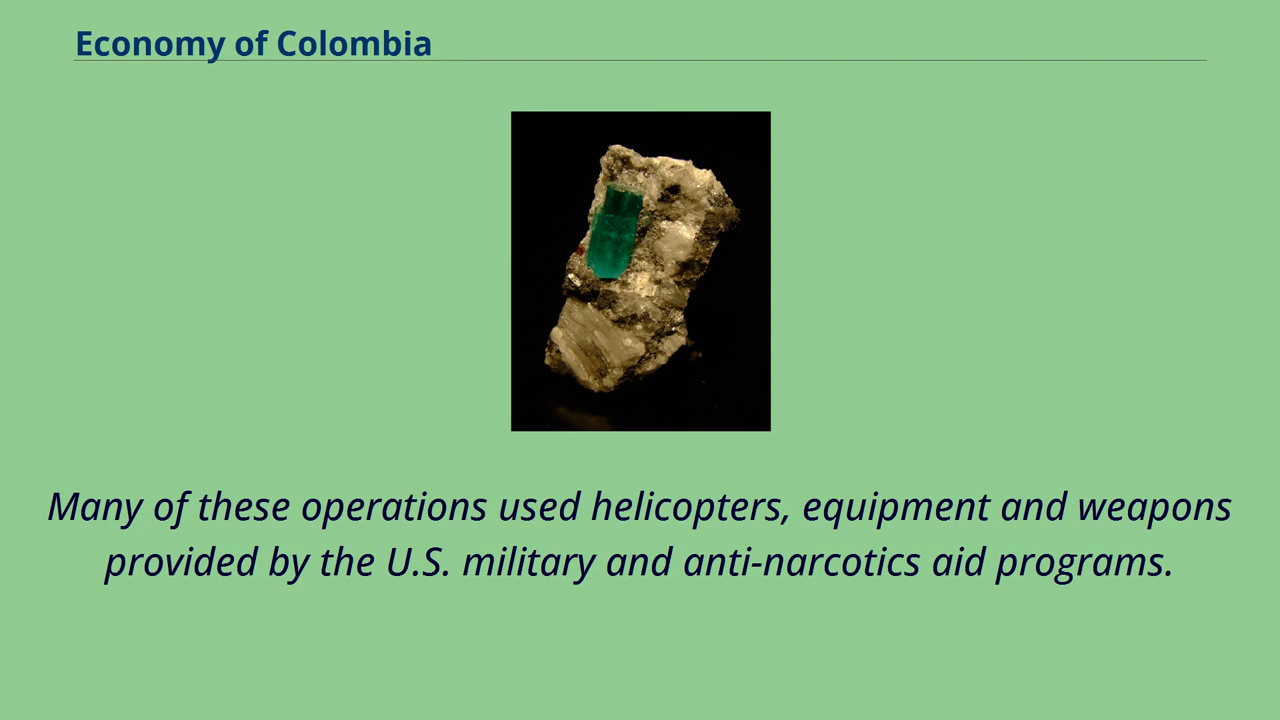 Economy of Colombia
Many of these operations used helicopters, equipment and weapons
provided by the U.S. military and anti-narcotics aid programs.